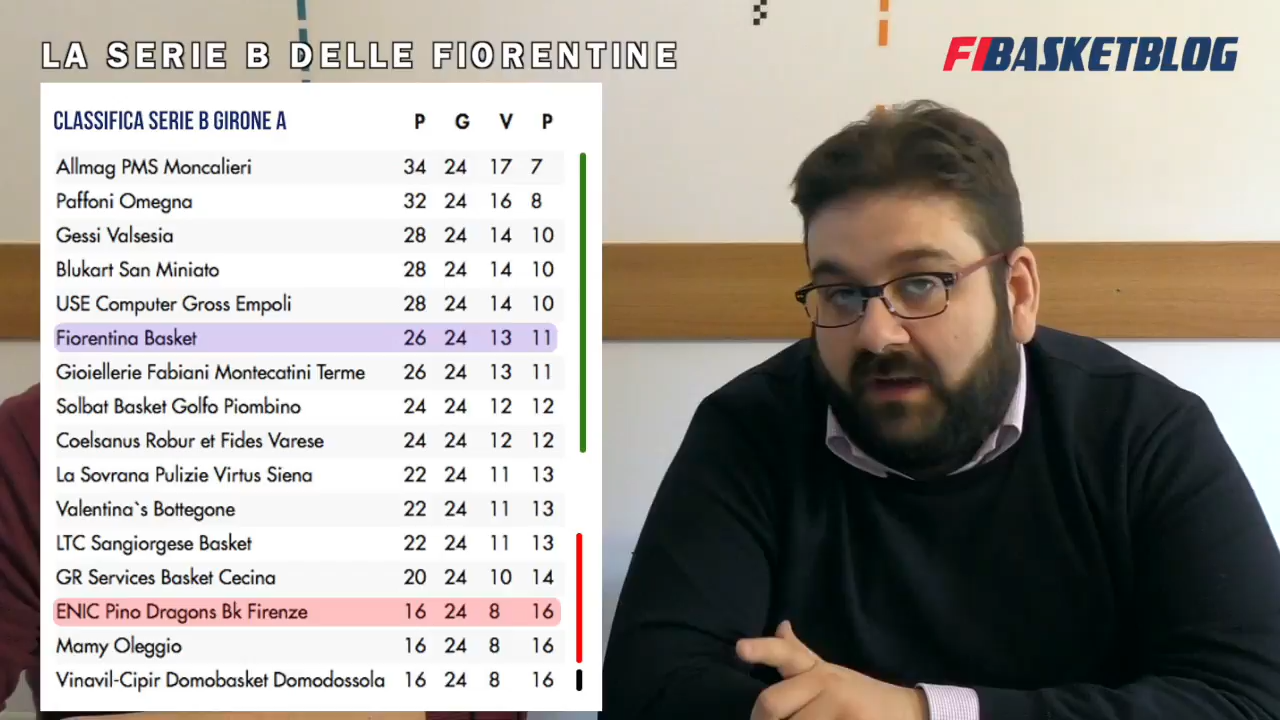 LA SERIE B DELLE FIORENTINE
FIBASKETBLOG
CLASSIFICA SERIE B GIRONE A P G V P
Allmag PMS Moncalieri 34 24 17 7
Paffoni Omegna 32 24 16 8
Gessi Valsesia 28 24 14 10
Blukart San Miniato 28 24 14 10
USE Computer Gross Empoli 28 24 14 10
Fiorentina Basket 26 24 13 11
Gioiellerie Fabiani Montecatini Terme 26 24 13 11
Solbat Basket Golfo Piombino 24 24 12 12
Coelsanus Robur et Fides Varese 24 24 12 12
La Sovrana Pulizie Virtus Siena 22 24 11 13
Valentina`s Bottegone 22 24 11 13
LTC Sangiorgese Basket 22 24 11 13
GR Services Basket Cecina 20 24 10 14
ENIC Pino Dragons Bk Firenze 16 24 8 16
Mamy Oleggio 16 24 8 16
Vinavil-Cipir Domobasket Domodossola 16 24 8 16